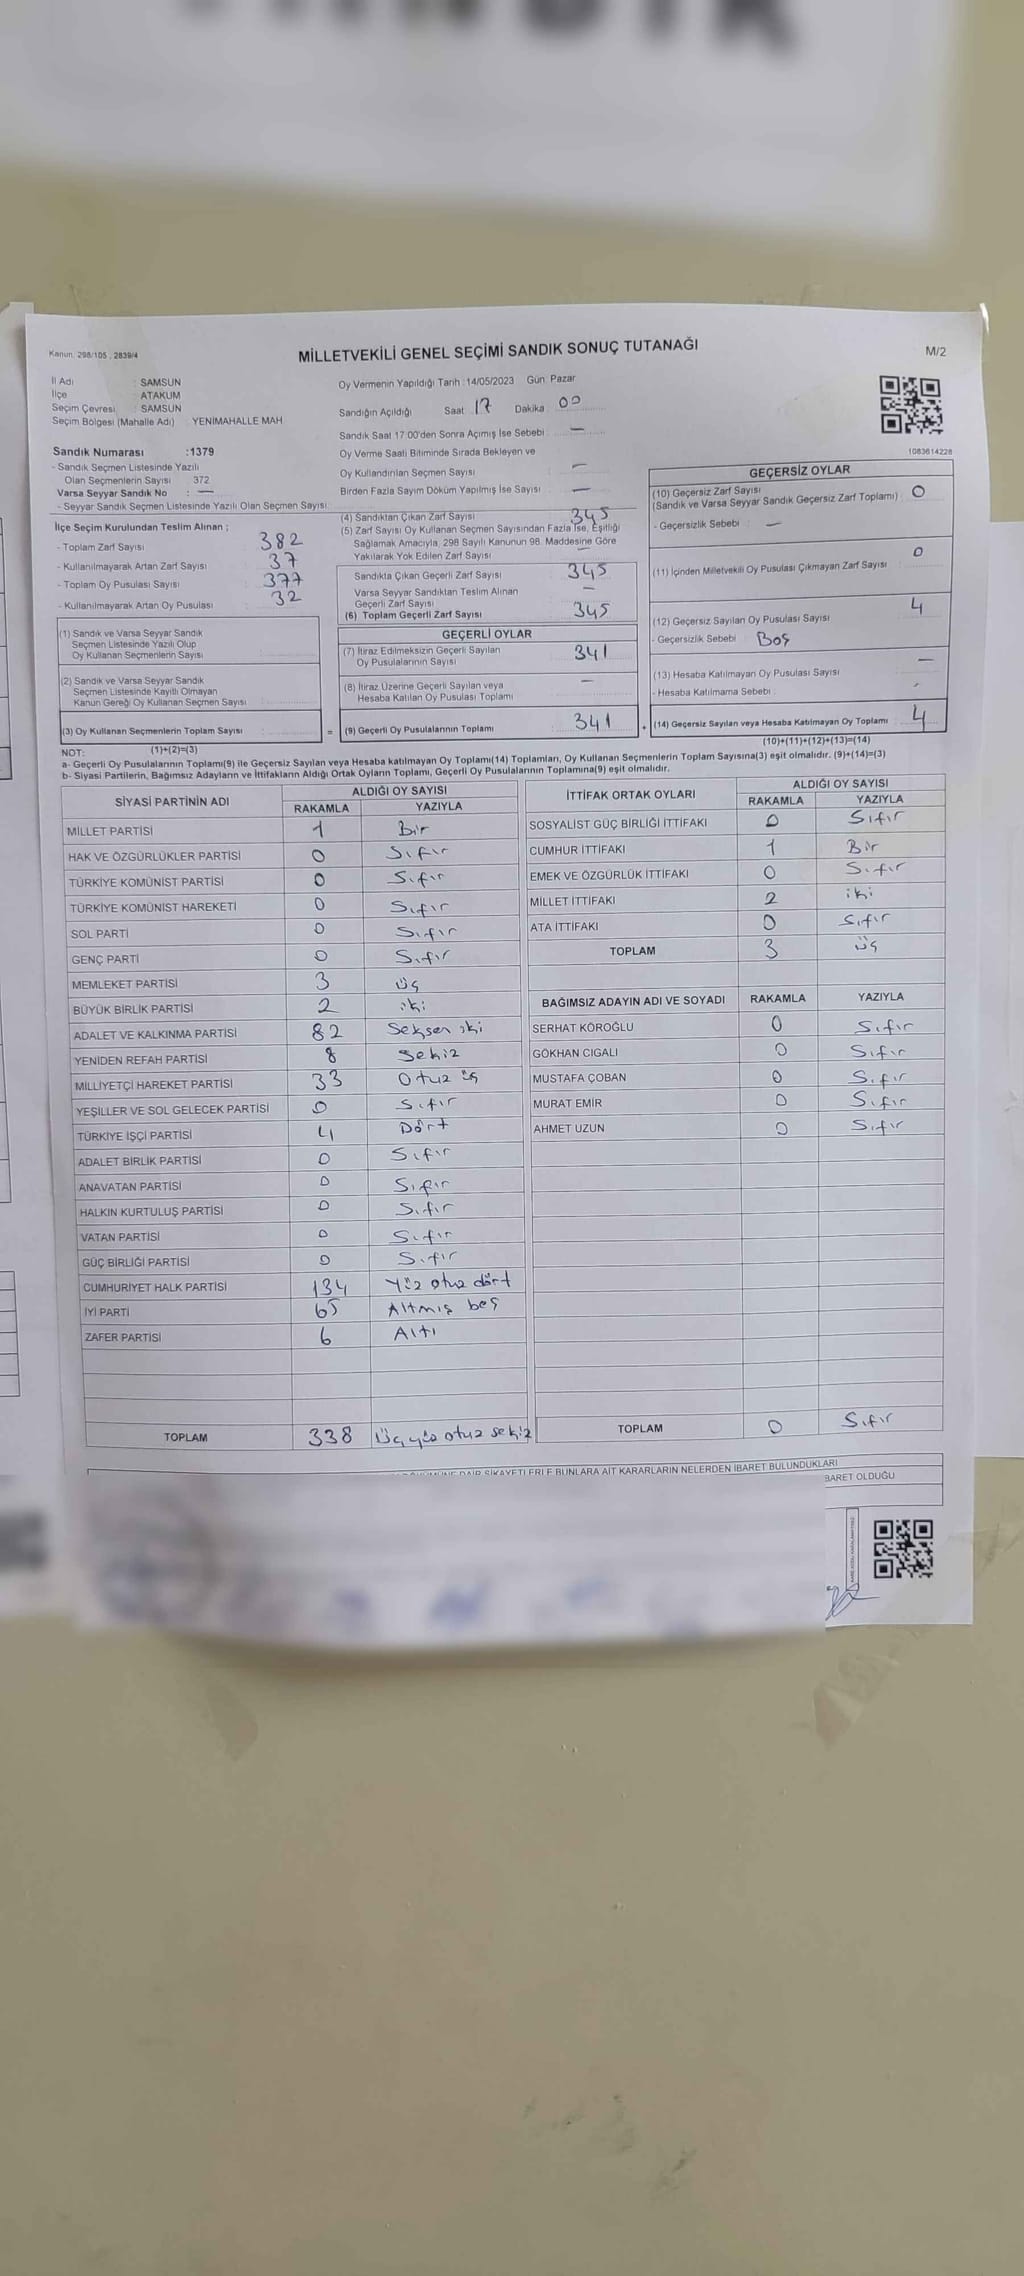 Kanun, 298/105 , 2839/4
MİLLETVEKİLİ GENEL SEÇİMİ SANDIK SONUÇ TUTANAĞI
M/2
İl Adı : SAMSUN
İlçe ATAKUM
Seçim Çevresi : SAMSUN
Seçim Bölgesi (Mahalle Adı) : YENİMAHALLE MAH
Sandık Numarası :1379
- Sandık Seçmen Listesinde Yazılı
Olan Seçmenlerin Sayısı 372
Varsa Seyyar Sandık No : —
- Seyyar Sandık Seçmen Listesinde Yazılı Olan Seçmen Sayısı
Oy Vermenin Yapıldığı Tarih :14/05/2023 Gün: Pazar
Sandığın Açıldığı Saat 17 Dakika 00
Sandık Saat 17:00'den Sonra Açımış İse Sebebi : —
Oy Verme Saati Bitiminde Sırada Bekleyen ve
Oy Kullandırılan Seçmen Sayısı —
Birden Fazla Sayım Döküm Yapılmış İse Sayısı —
1083614228
İlçe Seçim Kurulundan Teslim Alınan ;
- Toplam Zarf Sayısı : 382
- Kullanılmayarak Artan Zarf Sayısı : 37
- Toplam Oy Pusulası Sayısı : 377
- Kullanılmayarak Artan Oy Pusulası : 32
(4) Sandıktan Çıkan Zarf Sayısı 345
(5) Zarf Sayısı Oy Kullanan Seçmen Sayısından Fazla İse, Eşitliği
Sağlamak Amacıyla, 298 Sayılı Kanunun 98. Maddesine Göre
Yakılarak Yok Edilen Zarf Sayısı —
Sandıkta Çıkan Geçerli Zarf Sayısı 345
Varsa Seyyar Sandıktan Teslim Alınan
Geçerli Zarf Sayısı —
(6) Toplam Geçerli Zarf Sayısı 345
GEÇERSİZ OYLAR
(10) Geçersiz Zarf Sayısı 0
(Sandık ve Varsa Seyyar Sandık Geçersiz Zarf Toplamı)
- Geçersizlik Sebebi : —
(11) İçinden Milletvekili Oy Pusulası Çıkmayan Zarf Sayısı 0
(12) Geçersiz Sayılan Oy Pusulası Sayısı 4
- Geçersizlik Sebebi : Boş
(13) Hesaba Katılmayan Oy Pusulası Sayısı —
- Hesaba Katılmama Sebebi :
(14) Geçersiz Sayılan veya Hesaba Katılmayan Oy Toplamı 4
(1) Sandık ve Varsa Seyyar Sandık
Seçmen Listesinde Yazılı Olup
Oy Kullanan Seçmenlerin Sayısı
(2) Sandık ve Varsa Seyyar Sandık
Seçmen Listesinde Kayıtlı Olmayan
Kanun Gereği Oy Kullanan Seçmen Sayısı
(3) Oy Kullanan Seçmenlerin Toplam Sayısı =
GEÇERLİ OYLAR
(7) İtiraz Edilmeksizin Geçerli Sayılan
Oy Pusulalarının Sayısı 341
(8) İtiraz Üzerine Geçerli Sayılan veya
Hesaba Katılan Oy Pusulası Toplamı —
(9) Geçerli Oy Pusulalarının Toplamı 341 +
NOT: (1)+(2)=(3) (10)+(11)+(12)+(13)=(14)
a- Geçerli Oy Pusulalarının Toplamı(9) ile Geçersiz Sayılan veya Hesaba katılmayan Oy Toplamı(14) Toplamları, Oy Kullanan Seçmenlerin Toplam Sayısına(3) eşit olmalıdır. (9)+(14)=(3)
b- Siyasi Partilerin, Bağımsız Adayların ve İttifakların Aldığı Ortak Oyların Toplamı, Geçerli Oy Pusulalarının Toplamına(9) eşit olmalıdır.
SİYASİ PARTİNİN ADI ALDIĞI OY SAYISI
RAKAMLA YAZIYLA
MİLLET PARTİSİ 1 Bir
HAK VE ÖZGÜRLÜKLER PARTİSİ 0 Sıfır
TÜRKİYE KOMÜNİST PARTİSİ 0 Sıfır
TÜRKİYE KOMÜNİST HAREKETİ 0 Sıfır
SOL PARTİ 0 Sıfır
GENÇ PARTİ 0 Sıfır
MEMLEKET PARTİSİ 3 Üç
BÜYÜK BİRLİK PARTİSİ 2 iki
ADALET VE KALKINMA PARTİSİ 82 Seksen iki
YENİDEN REFAH PARTİSİ 8 Sekiz
MİLLİYETÇİ HAREKET PARTİSİ 33 Otuz üç
YEŞİLLER VE SOL GELECEK PARTİSİ 0 Sıfır
TÜRKİYE İŞÇİ PARTİSİ 4 Dört
ADALET BİRLİK PARTİSİ 0 Sıfır
ANAVATAN PARTİSİ 0 Sıfır
HALKIN KURTULUŞ PARTİSİ 0 Sıfır
VATAN PARTİSİ 0 Sıfır
GÜÇ BİRLİĞİ PARTİSİ 0 Sıfır
CUMHURİYET HALK PARTİSİ 134 Yüz otuz dört
İYİ PARTİ 65 Altmış beş
ZAFER PARTİSİ 6 Altı
TOPLAM 338 Üç yüz otuz sekiz
İTTİFAK ORTAK OYLARI ALDIĞI OY SAYISI
RAKAMLA YAZIYLA
SOSYALİST GÜÇ BİRLİĞİ İTTİFAKI 0 Sıfır
CUMHUR İTTİFAKI 1 Bir
EMEK VE ÖZGÜRLÜK İTTİFAKI 0 Sıfır
MİLLET İTTİFAKI 2 iki
ATA İTTİFAKI 0 Sıfır
TOPLAM 3 üç
BAĞIMSIZ ADAYIN ADI VE SOYADI RAKAMLA YAZIYLA
SERHAT KÖROĞLU 0 Sıfır
GÖKHAN CIGALI 0 Sıfır
MUSTAFA ÇOBAN 0 Sıfır
MURAT EMİR 0 Sıfır
AHMET UZUN 0 Sıfır
TOPLAM 0 Sıfır
ŞİKAYETLERLE BUNLARA AİT KARARLARIN NELERDEN İBARET BULUNDUKLARI
BARET OLDUĞU